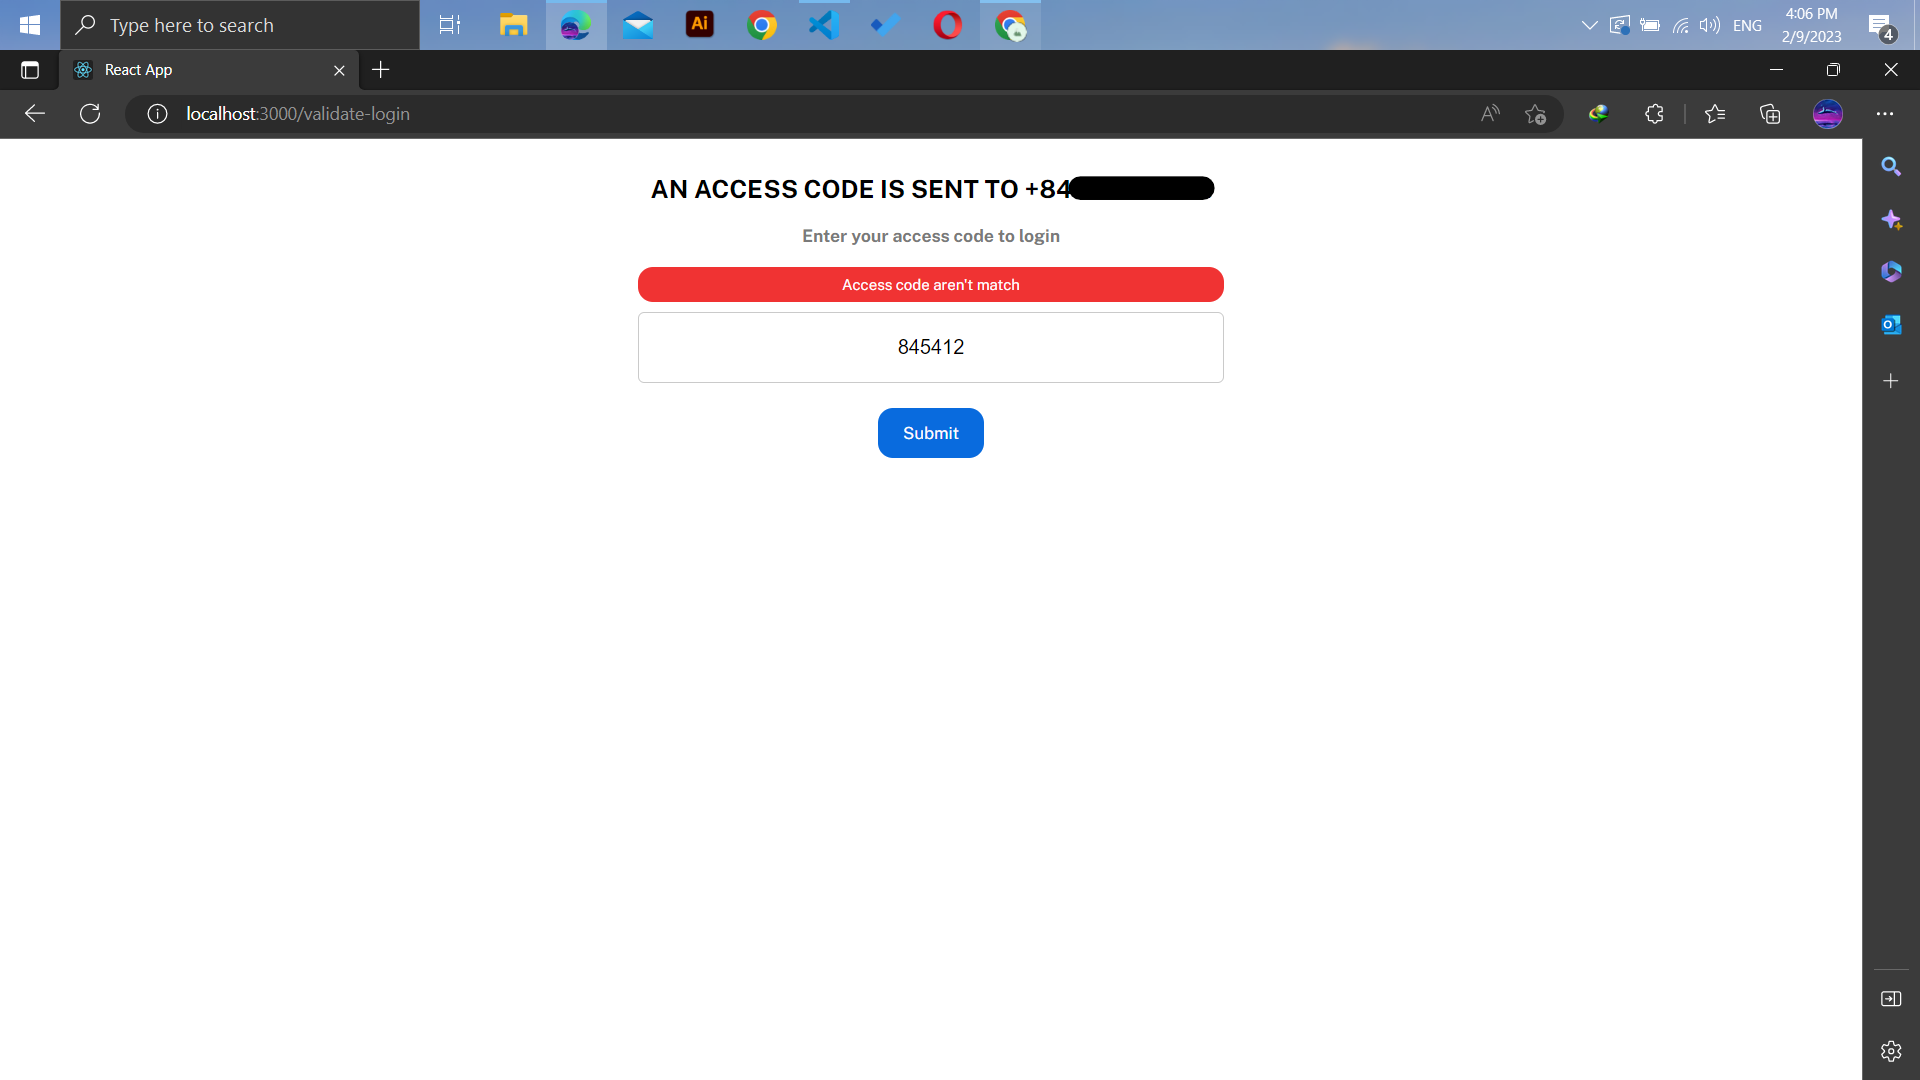 Type here to search
Ai
ENG
4:06 PM
2/9/2023
4
React App
localhost:3000/validate-login
AN ACCESS CODE IS SENT TO +84
Enter your access code to login
Access code aren't match
845412
Submit